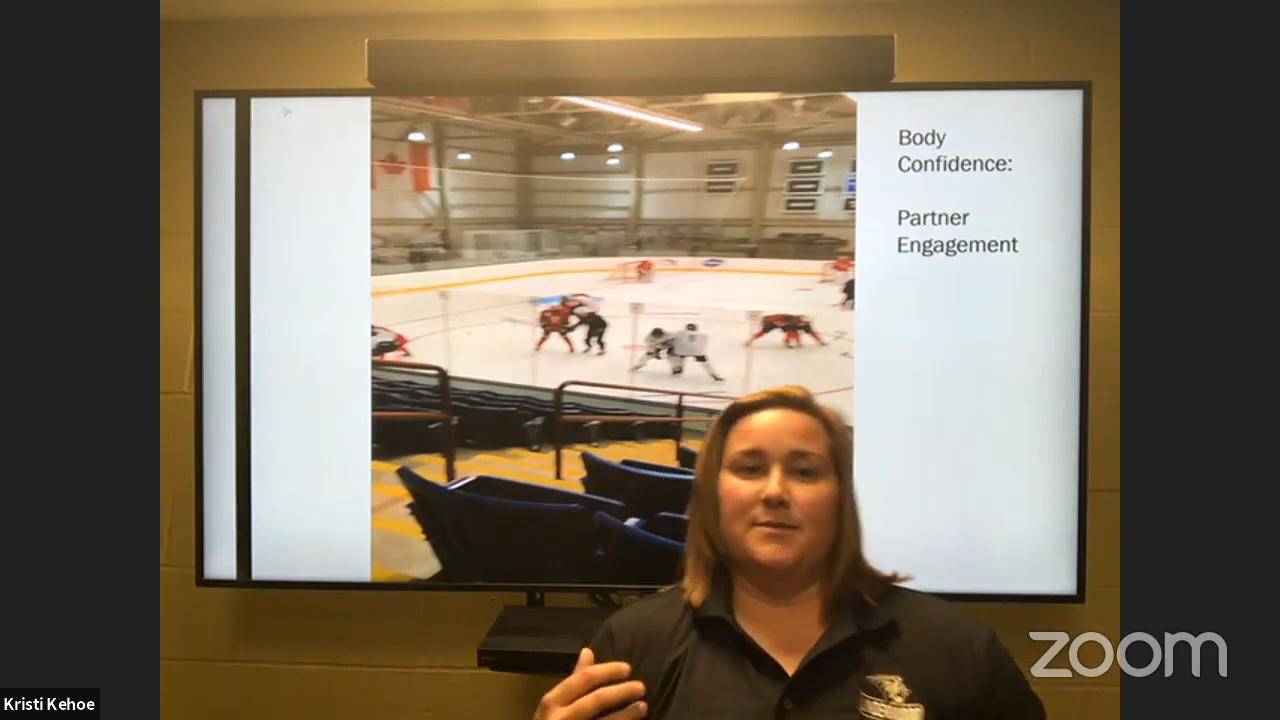 Body
Confidence:
Partner
Engagement
zoom
Kristi Kehoe